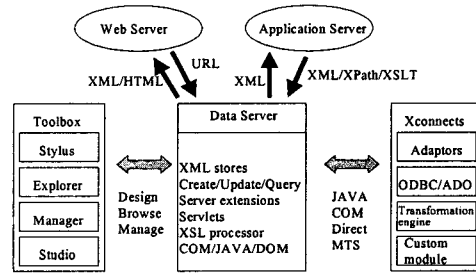 Web Server
Application Server
URL
XML/HTML
XML
XML/XPath/XSLT
Toolbox
Stylus
Explorer
Manager
Studio
Design
Browse
Manage
Data Server
XML stores
Create/Update/Query
Server extensions
Servlets
XSL processor
COM/JAVA/DOM
JAVA
COM
Direct
MTS
Xconnects
Adaptors
ODBC/ADO
Transformation
engine
Custom
module